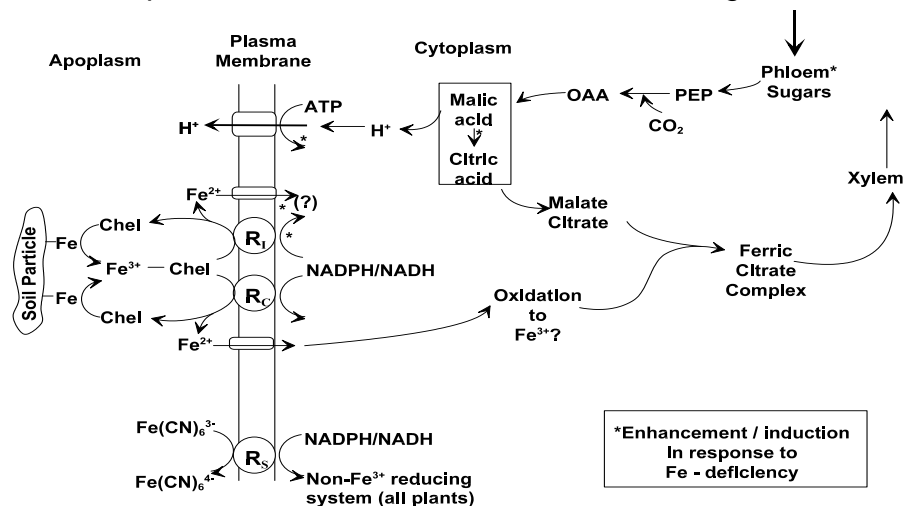 Plasma
Membrane
Apoplasm
Cytoplasm
Phloem*
Sugars
ATP
H⁺
*
H⁺
Malic
acid
*
Citric
acid
OAA
PEP
CO₂
Xylem
Fe²⁺
* (?)
Malate
Citrate
Chel
Fe
Rᵢ
*
Soil Particle
Fe³⁺
Chel
NADPH/NADH
Ferric
Citrate
Complex
Fe
R_C
Chel
Oxidation
to
Fe³⁺?
Fe²⁺
Fe(CN)₆³⁻
NADPH/NADH
R_S
Fe(CN)₆⁴⁻
Non-Fe³⁺ reducing
system (all plants)
*Enhancement / induction
In response to
Fe - deficiency